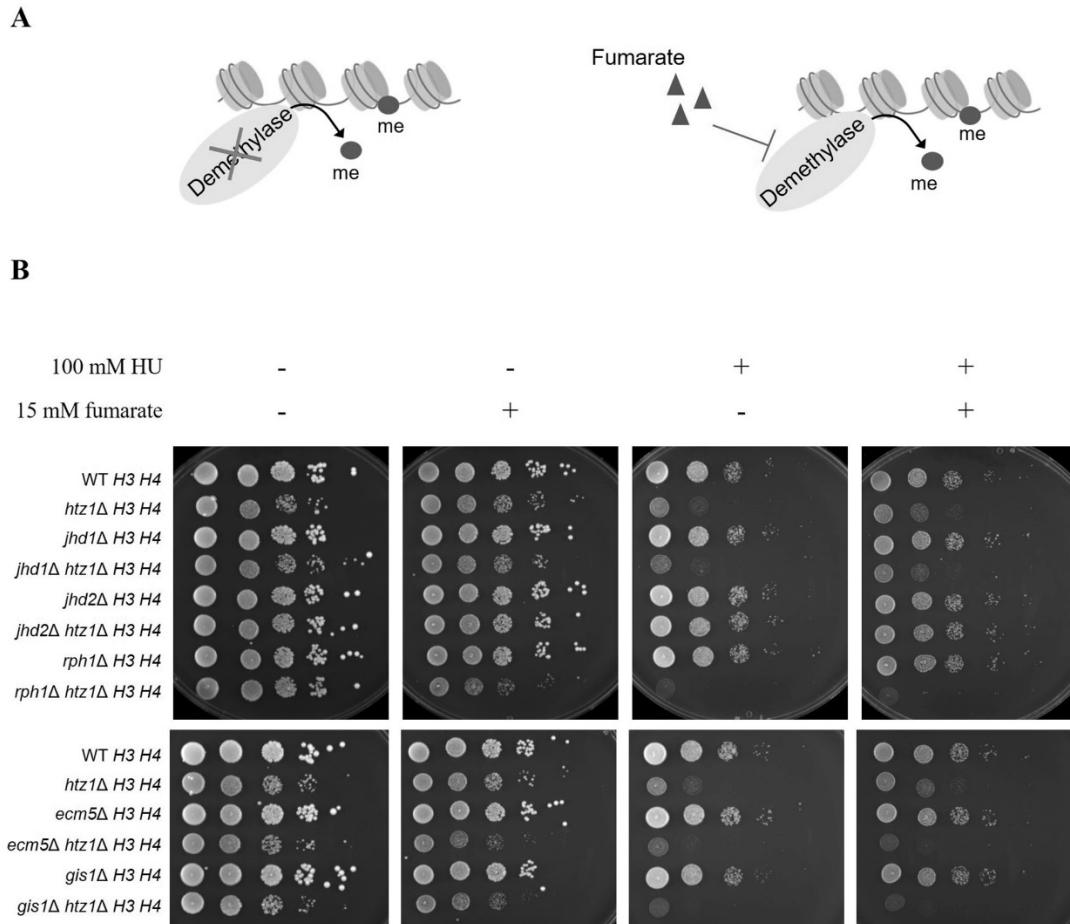 A
Demethylase
me
me
Fumarate
Demethylase
me
me
B
100 mM HU - - + +
15 mM fumarate - + - +
WT H3 H4
htz1Δ H3 H4
jhd1Δ H3 H4
jhd1Δ htz1Δ H3 H4
jhd2Δ H3 H4
jhd2Δ htz1Δ H3 H4
rph1Δ H3 H4
rph1Δ htz1Δ H3 H4
WT H3 H4
htz1Δ H3 H4
ecm5Δ H3 H4
ecm5Δ htz1Δ H3 H4
gis1Δ H3 H4
gis1Δ htz1Δ H3 H4